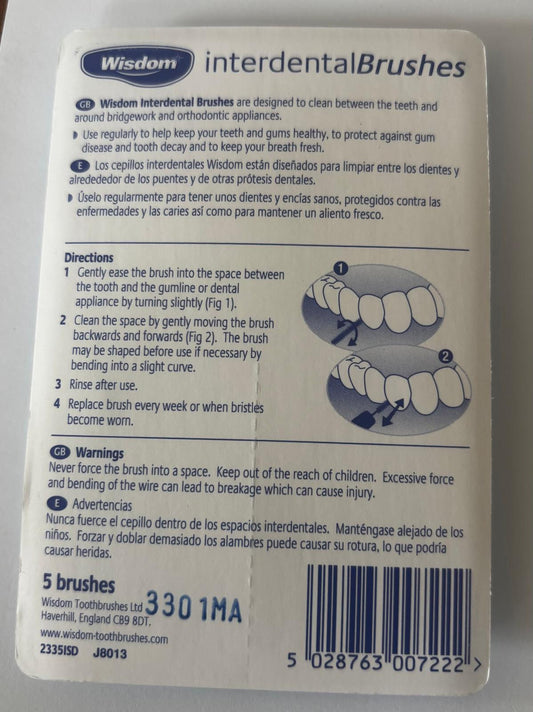 Wisdom interdentalBrushes
GB Wisdom Interdental Brushes are designed to clean between the teeth and
around bridgework and orthodontic appliances.
Use regularly to help keep your teeth and gums healthy, to protect against gum
disease and tooth decay and to keep your breath fresh.
E Los cepillos interdentales Wisdom están diseñados para limpiar entre los dientes y
alrededor de los puentes y de otras prótesis dentales.
Úselo regularmente para tener unos dientes y encías sanos, protegidos contra las
enfermedades y las caries así como para mantener un aliento fresco.
Directions
1 Gently ease the brush into the space between
the tooth and the gumline or dental
appliance by turning slightly (Fig 1).
2 Clean the space by gently moving the brush
backwards and forwards (Fig 2). The brush
may be shaped before use if necessary by
bending into a slight curve.
3 Rinse after use.
4 Replace brush every week or when bristles
become worn.
1
2
GB Warnings
Never force the brush into a space. Keep out of the reach of children. Excessive force
and bending of the wire can lead to breakage which can cause injury.
E Advertencias
Nunca fuerce el cepillo dentro de los espacios interdentales. Manténgase alejado de los
niños. Forzar y doblar demasiado los alambres puede causar su rotura, lo que podría
causar heridas.
5 brushes
Wisdom Toothbrushes Ltd
Haverhill, England CB9 8DT.
3301MA
www.wisdom-toothbrushes.com
2335ISD J8013
5 028763 007222 >